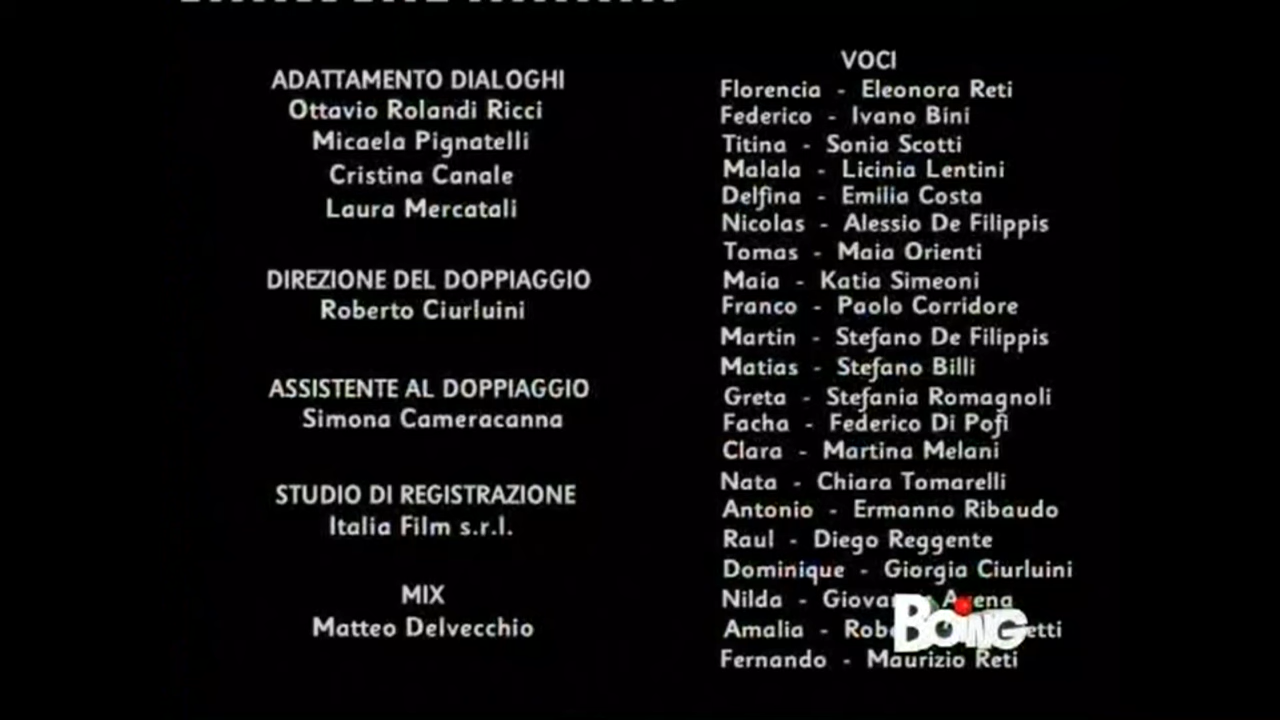 ADATTAMENTO DIALOGHI
Ottavio Rolandi Ricci
Micaela Pignatelli
Cristina Canale
Laura Mercatali
DIREZIONE DEL DOPPIAGGIO
Roberto Ciurluini
ASSISTENTE AL DOPPIAGGIO
Simona Cameracanna
STUDIO DI REGISTRAZIONE
Italia Film s.r.l.
MIX
Matteo Delvecchio
VOCI
Florencia - Eleonora Reti
Federico - Ivano Bini
Titina - Sonia Scotti
Malala - Licinia Lentini
Delfina - Emilia Costa
Nicolas - Alessio De Filippis
Tomas - Maia Orienti
Maia - Katia Simeoni
Franco - Paolo Corridore
Martin - Stefano De Filippis
Matias - Stefano Billi
Greta - Stefania Romagnoli
Facha - Federico Di Pofi
Clara - Martina Melani
Nata - Chiara Tomarelli
Antonio - Ermanno Ribaudo
Raul - Diego Reggente
Dominique - Giorgia Ciurluini
Nilda -
Amalia -
Fernando - Maurizio Reti
BOING